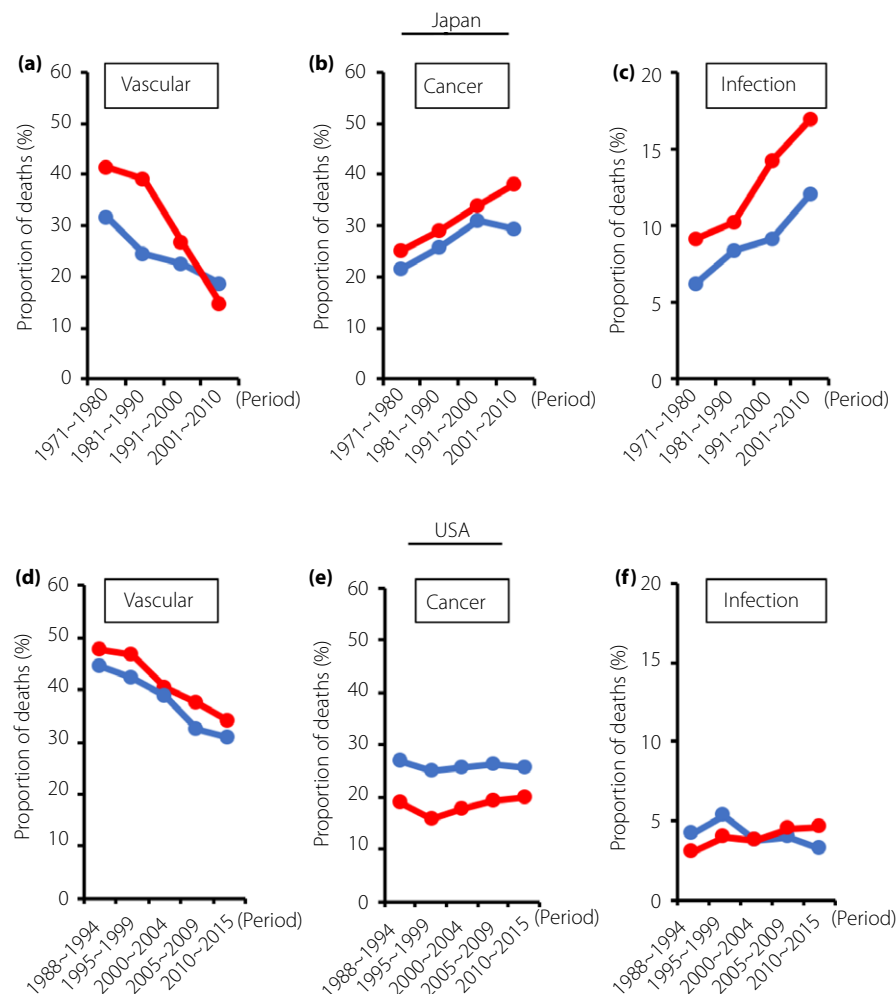 Japan
(a)
Vascular
Proportion of deaths (%)
60
50
40
30
20
10
0
1971~1980
1981~1990
1991~2000
2001~2010
(Period)
(b)
Cancer
Proportion of deaths (%)
60
50
40
30
20
10
0
1971~1980
1981~1990
1991~2000
2001~2010
(Period)
(c)
Infection
Proportion of deaths (%)
20
15
10
5
0
1971~1980
1981~1990
1991~2000
2001~2010
(Period)
USA
(d)
Vascular
Proportion of deaths (%)
60
50
40
30
20
10
0
1988~1994
1995~1999
2000~2004
2005~2009
2010~2015
(Period)
(e)
Cancer
Proportion of deaths (%)
60
50
40
30
20
10
0
1988~1994
1995~1999
2000~2004
2005~2009
2010~2015
(Period)
(f)
Infection
Proportion of deaths (%)
20
15
10
5
0
1988~1994
1995~1999
2000~2004
2005~2009
2010~2015
(Period)